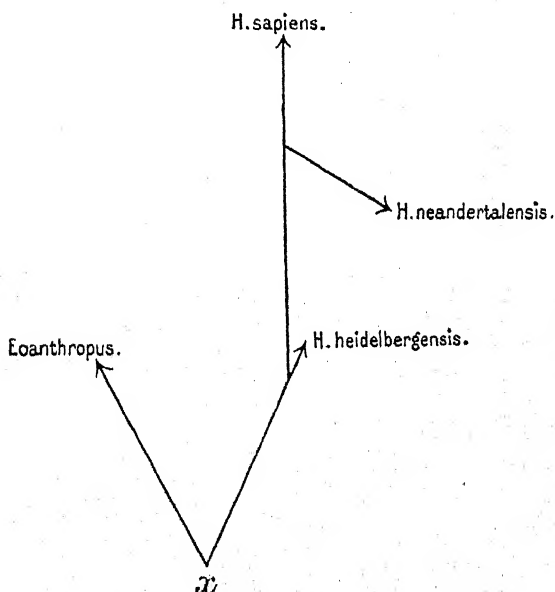 H. sapiens.
H. neandertalensis.
Eoanthropus.
H. heidelbergensis.
x